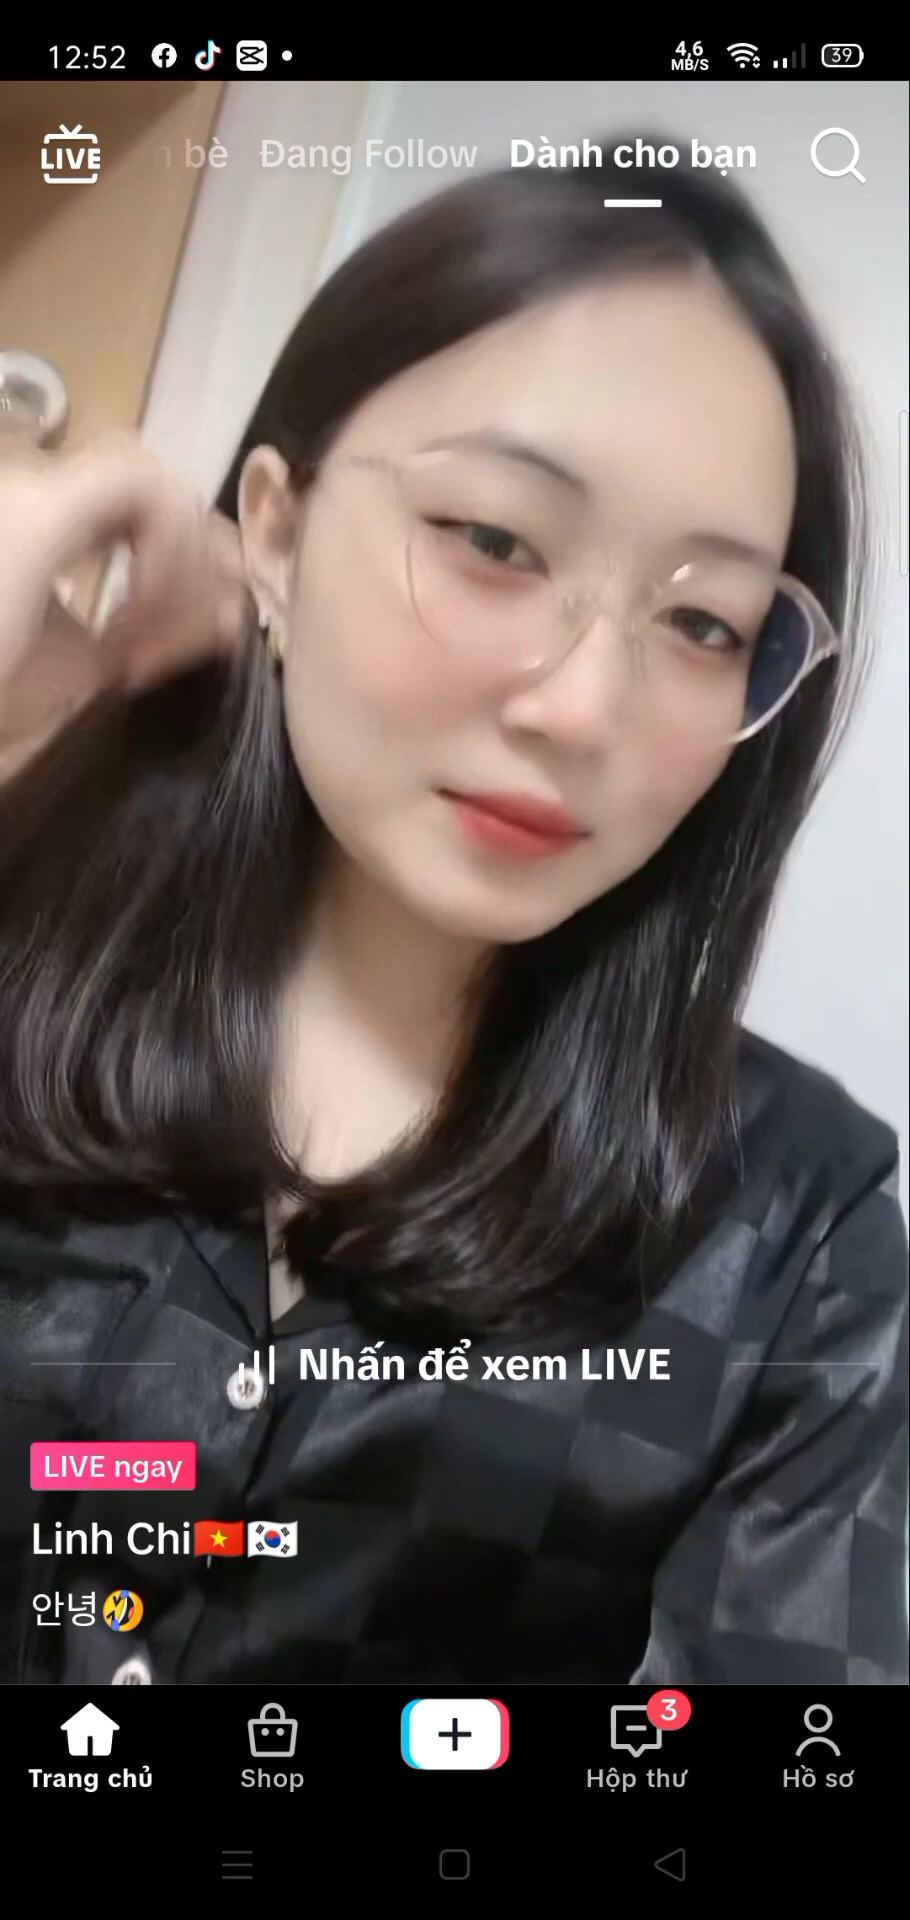 12:52
4,6
MB/S
39
LIVE
n bè Đang Follow Dành cho bạn
Nhấn để xem LIVE
LIVE ngay
Linh Chi🇻🇳🇰🇷
안녕🤣
3
Trang chủ Shop Hộp thư Hồ sơ